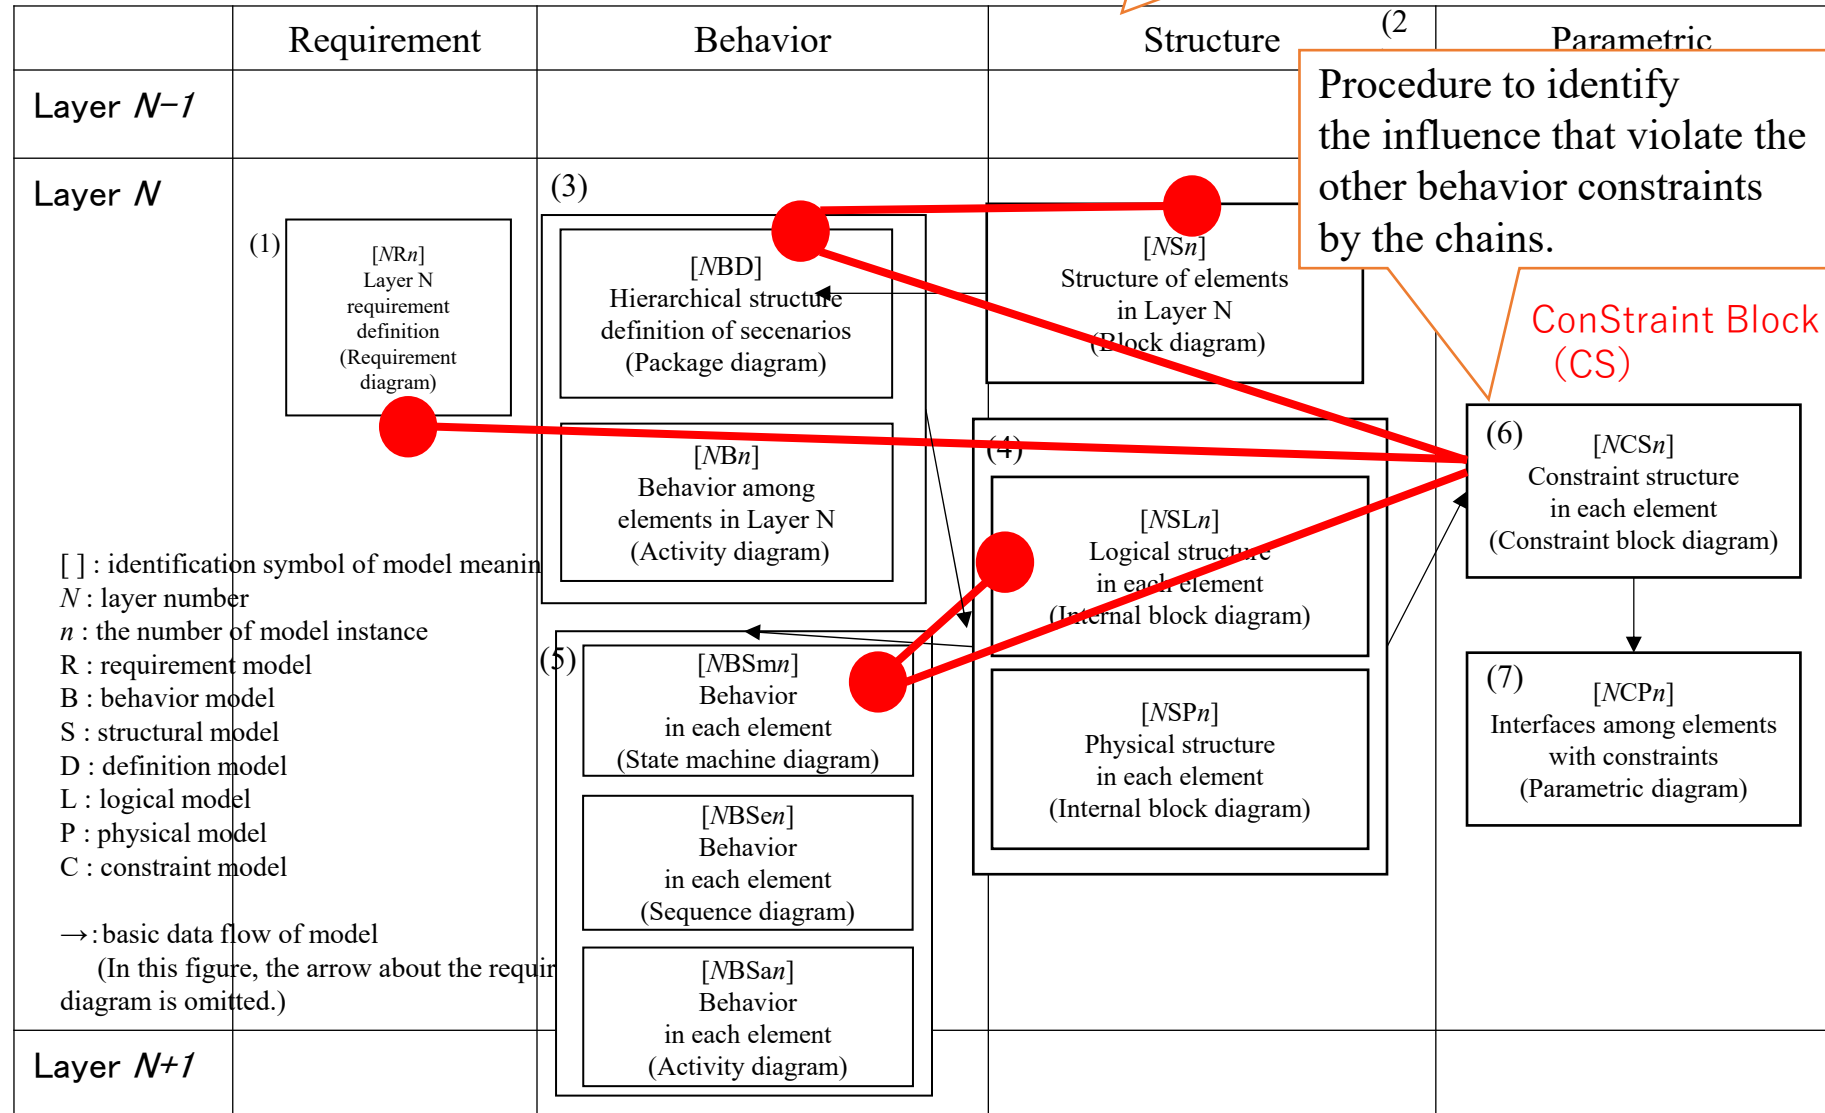 Requirement
Behavior
Structure
(2
Parametric
Layer N-1
Procedure to identify
the influence that violate the
other behavior constraints
by the chains.
Layer N
(1)
[NRn]
Layer N
requirement
definition
(Requirement
diagram)
(3)
[NBD]
Hierarchical structure
definition of secenarios
(Package diagram)
[NBn]
Behavior among
elements in Layer N
(Activity diagram)
[NSn]
Structure of elements
in Layer N
(Block diagram)
ConStraint Block
(CS)
(4)
[NSLn]
Logical structure
in each element
(Internal block diagram)
[NSPn]
Physical structure
in each element
(Internal block diagram)
(5)
[NBSmn]
Behavior
in each element
(State machine diagram)
[NBSen]
Behavior
in each element
(Sequence diagram)
[NBSan]
Behavior
in each element
(Activity diagram)
(6)
[NCSn]
Constraint structure
in each element
(Constraint block diagram)
(7)
[NCPn]
Interfaces among elements
with constraints
(Parametric diagram)
[ ] : identification symbol of model meanin
N : layer number
n : the number of model instance
R : requirement model
B : behavior model
S : structural model
D : definition model
L : logical model
P : physical model
C : constraint model
→: basic data flow of model
(In this figure, the arrow about the requir
diagram is omitted.)
Layer N+1